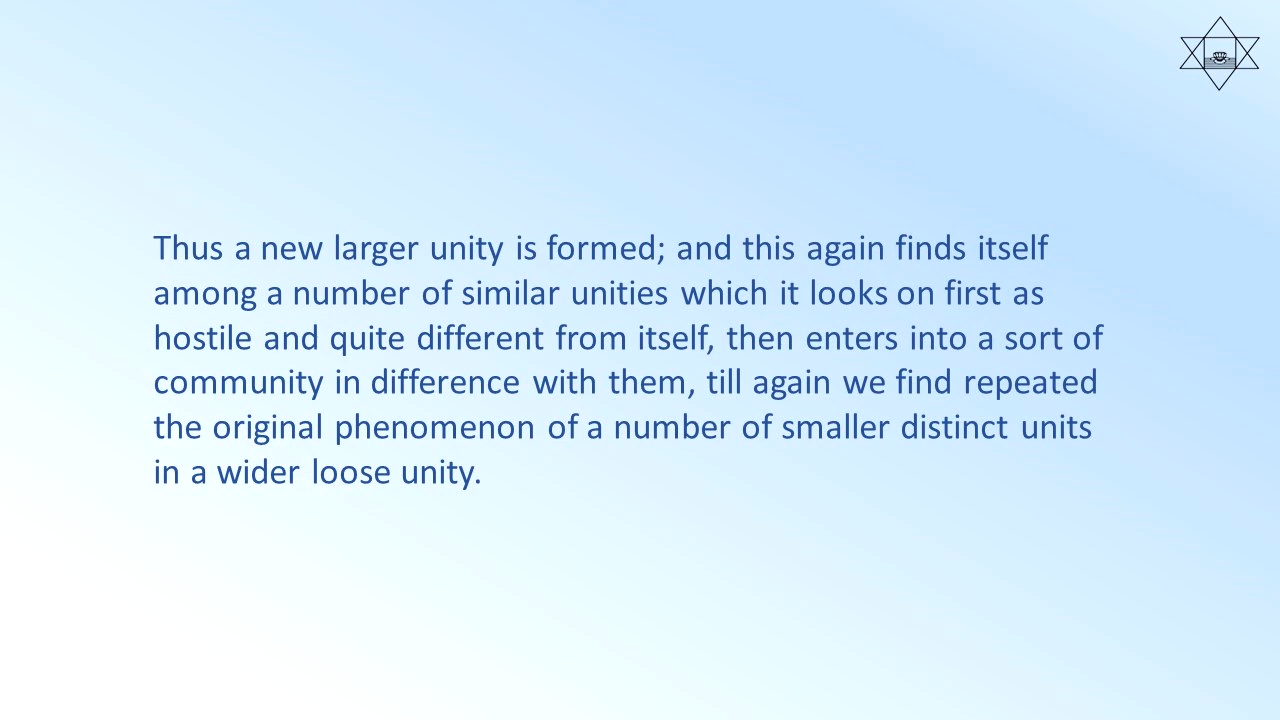 Thus a new larger unity is formed; and this again finds itself
among a number of similar unities which it looks on first as
hostile and quite different from itself, then enters into a sort of
community in difference with them, till again we find repeated
the original phenomenon of a number of smaller distinct units
in a wider loose unity.